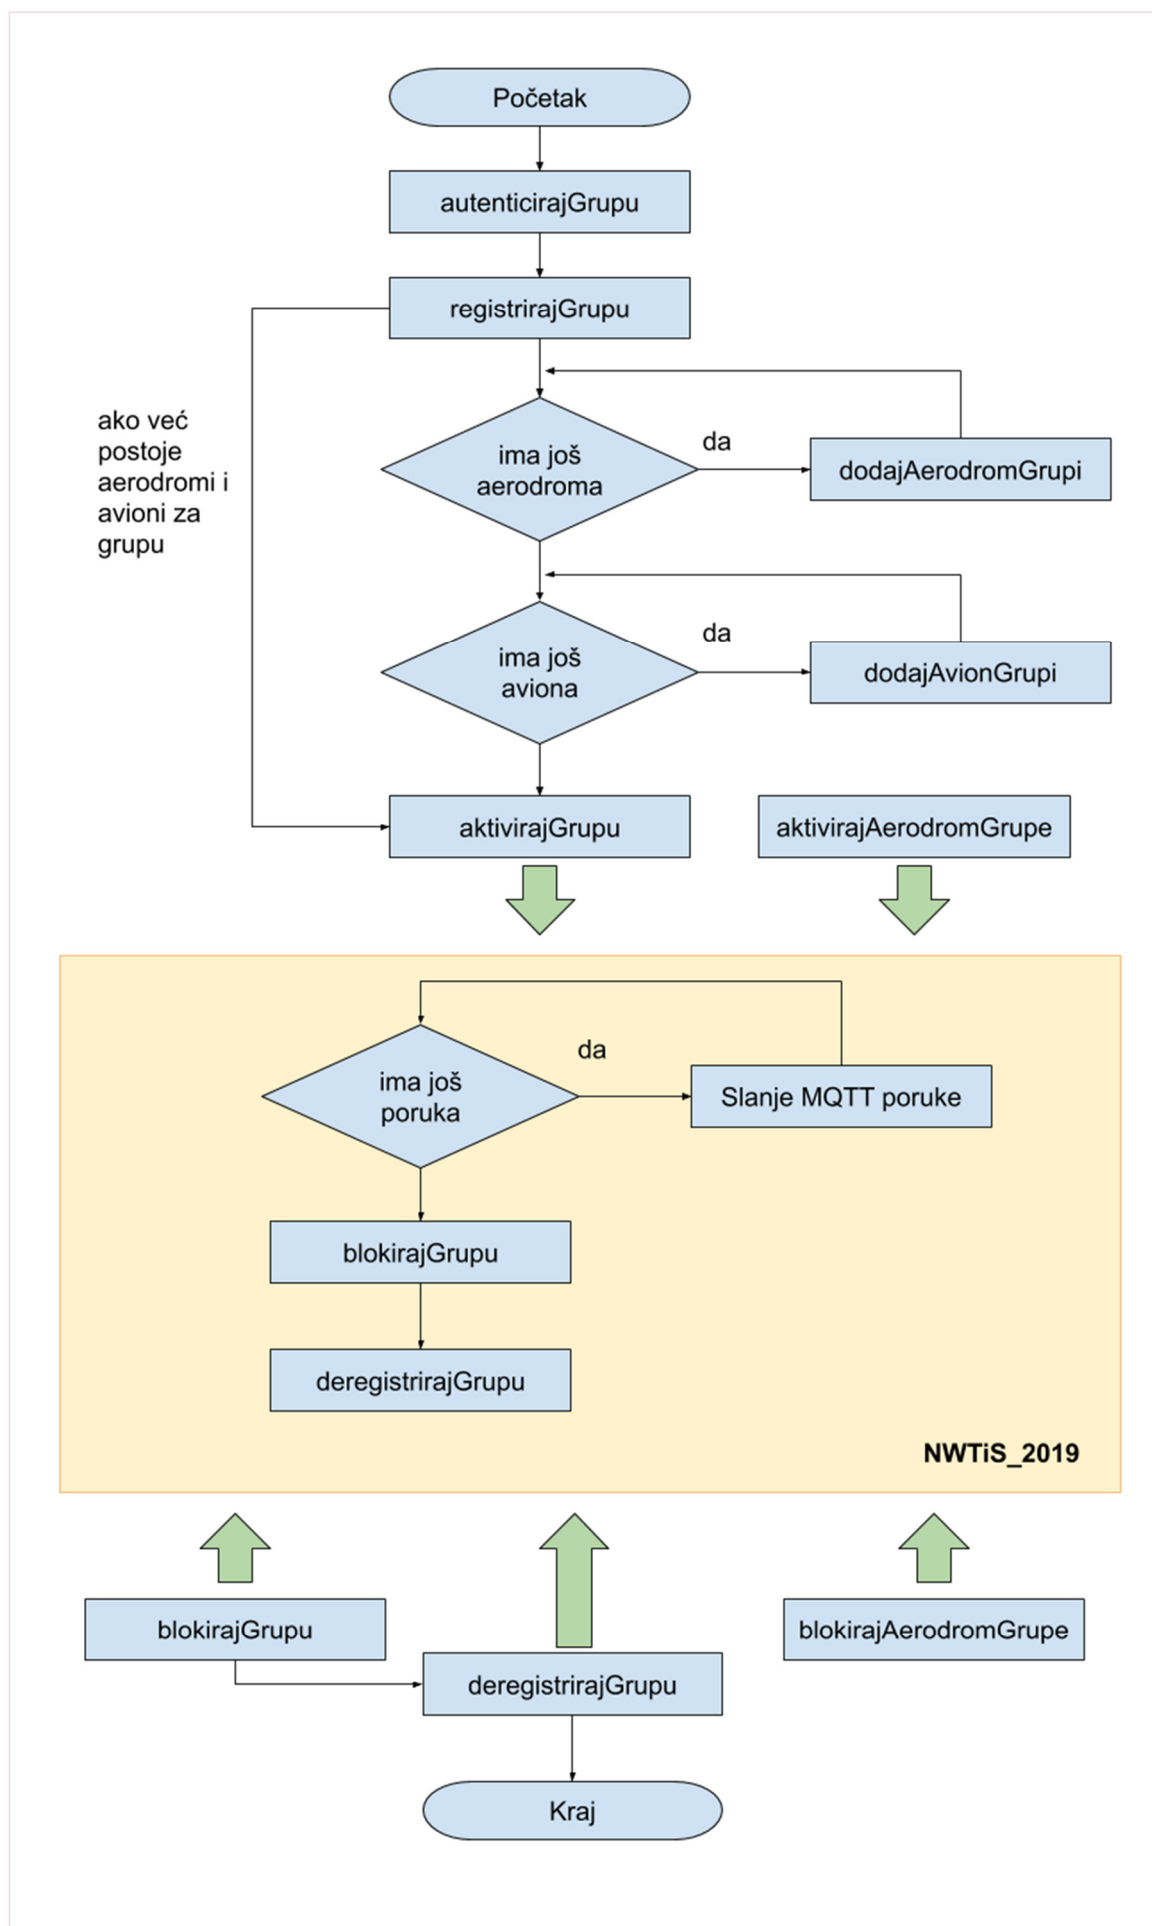 Početak
autenticirajGrupu
registrirajGrupu
ako već
postoje
aerodromi i
avioni za
grupu
ima još
aerodroma
da
dodajAerodromGrupi
ima još
aviona
da
dodajAvionGrupi
aktivirajGrupu
aktivirajAerodromGrupe
ima još
poruka
da
Slanje MQTT poruke
blokirajGrupu
deregistrirajGrupu
NWTiS_2019
blokirajGrupu
blokirajAerodromGrupe
deregistrirajGrupu
Kraj